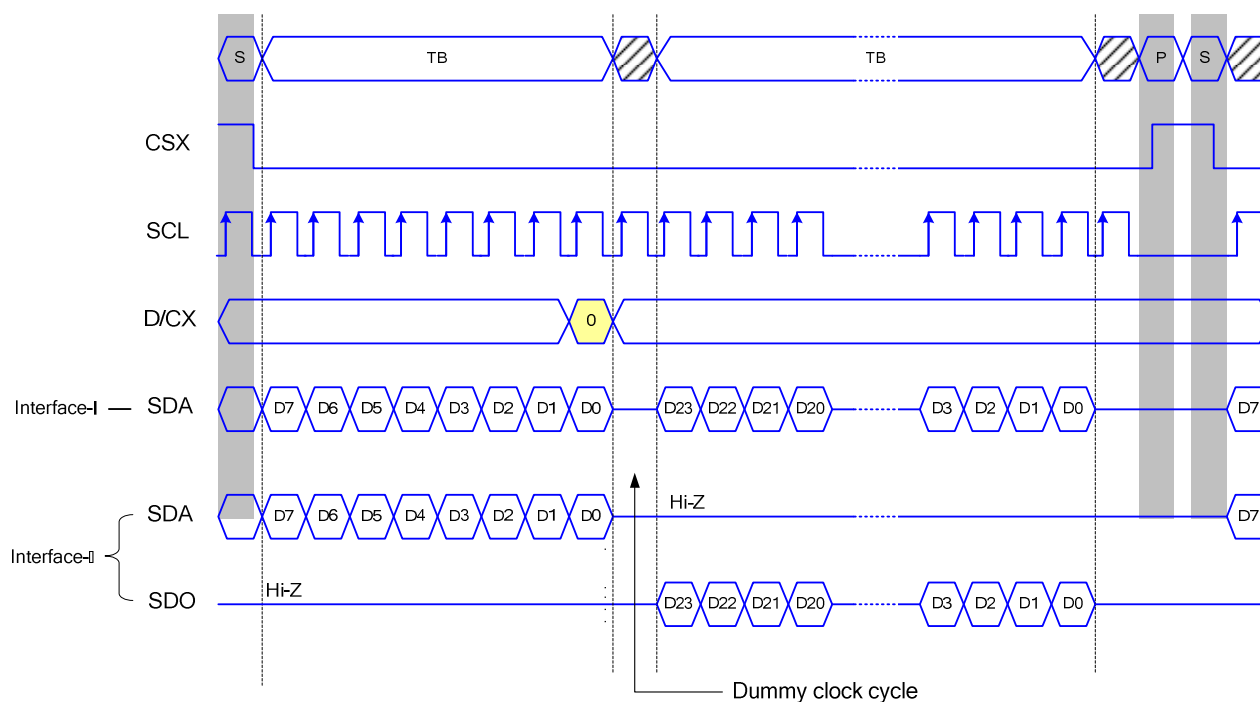 S TB TB P S
CSX
SCL
D/CX 0
Interface-I SDA D7 D6 D5 D4 D3 D2 D1 D0 D23 D22 D21 D20 D3 D2 D1 D0 D7
SDA D7 D6 D5 D4 D3 D2 D1 D0 Hi-Z D7
Interface-
SDO Hi-Z D23 D22 D21 D20 D3 D2 D1 D0
Dummy clock cycle